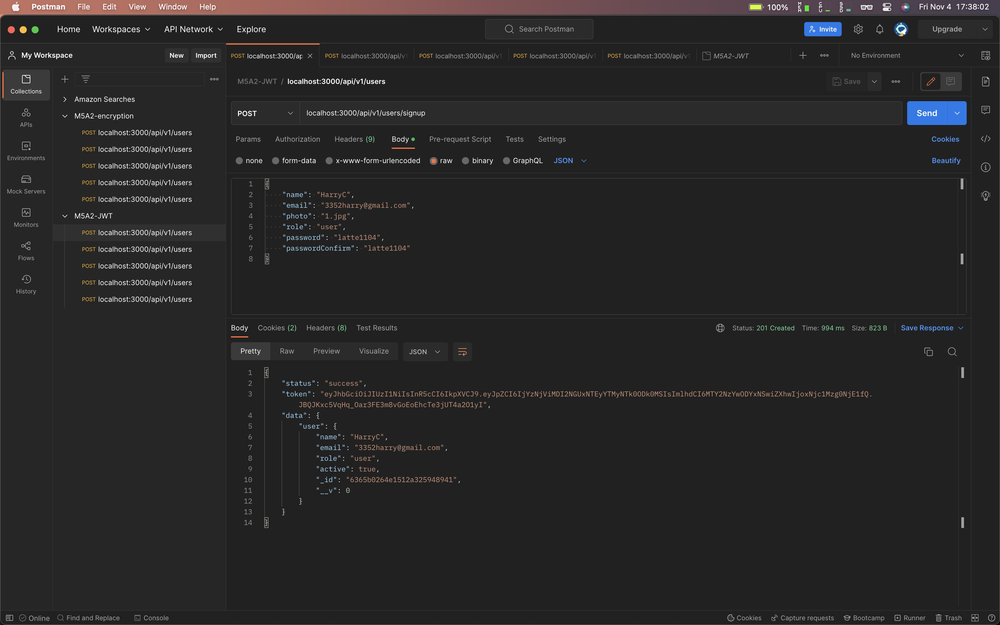 Postman File Edit View Window Help
100% MEM CPU SSD Fri Nov 4 17:38:02
Home Workspaces API Network Explore
Search Postman
Invite Upgrade
My Workspace New Import
POST localhost:3000/ap POST localhost:3000/api/v1 POST localhost:3000/api/v1 POST localhost:3000/api/v1 POST localhost:3000/api/v1 M5A2-JWT
No Environment
Collections
APIs
Environments
Mock Servers
Monitors
Flows
History
Amazon Searches
M5A2-encryption
POST localhost:3000/api/v1/users
POST localhost:3000/api/v1/users
POST localhost:3000/api/v1/users
POST localhost:3000/api/v1/users
POST localhost:3000/api/v1/users
M5A2-JWT
POST localhost:3000/api/v1/users
POST localhost:3000/api/v1/users
POST localhost:3000/api/v1/users
POST localhost:3000/api/v1/users
POST localhost:3000/api/v1/users
M5A2-JWT / localhost:3000/api/v1/users
Save
POST localhost:3000/api/v1/users/signup Send
Params Authorization Headers (9) Body Pre-request Script Tests Settings Cookies
none form-data x-www-form-urlencoded raw binary GraphQL JSON Beautify
1 {
2 "name": "HarryC",
3 "email": "3352harry@gmail.com",
4 "photo": "1.jpg",
5 "role": "user",
6 "password": "latte1104",
7 "passwordConfirm": "latte1104"
8 }
Body Cookies (2) Headers (8) Test Results
Status: 201 Created Time: 994 ms Size: 823 B Save Response
Pretty Raw Preview Visualize JSON
1 {
2 "status": "success",
3 "token": "eyJhbGciOiJIUzI1NiIsInR5cCI6IkpXVCJ9.eyJpZCI6IjYzNjViMDI2NGUxNTEyYTMyNTk0ODk0MSIsImlhdCI6MTY2NzYwODYxNSwiZXhwIjoxNjc1Mzg0NjE1fQ.
JBQJKxc5VqHq_Oar3FE3m8vGoEoEhcTe3jUT4a2O1yI",
4 "data": {
5 "user": {
6 "name": "HarryC",
7 "email": "3352harry@gmail.com",
8 "role": "user",
9 "active": true,
10 "_id": "6365b0264e1512a325948941",
11 "__v": 0
12 }
13 }
14 }
Online Find and Replace Console
Cookies Capture requests Bootcamp Runner Trash